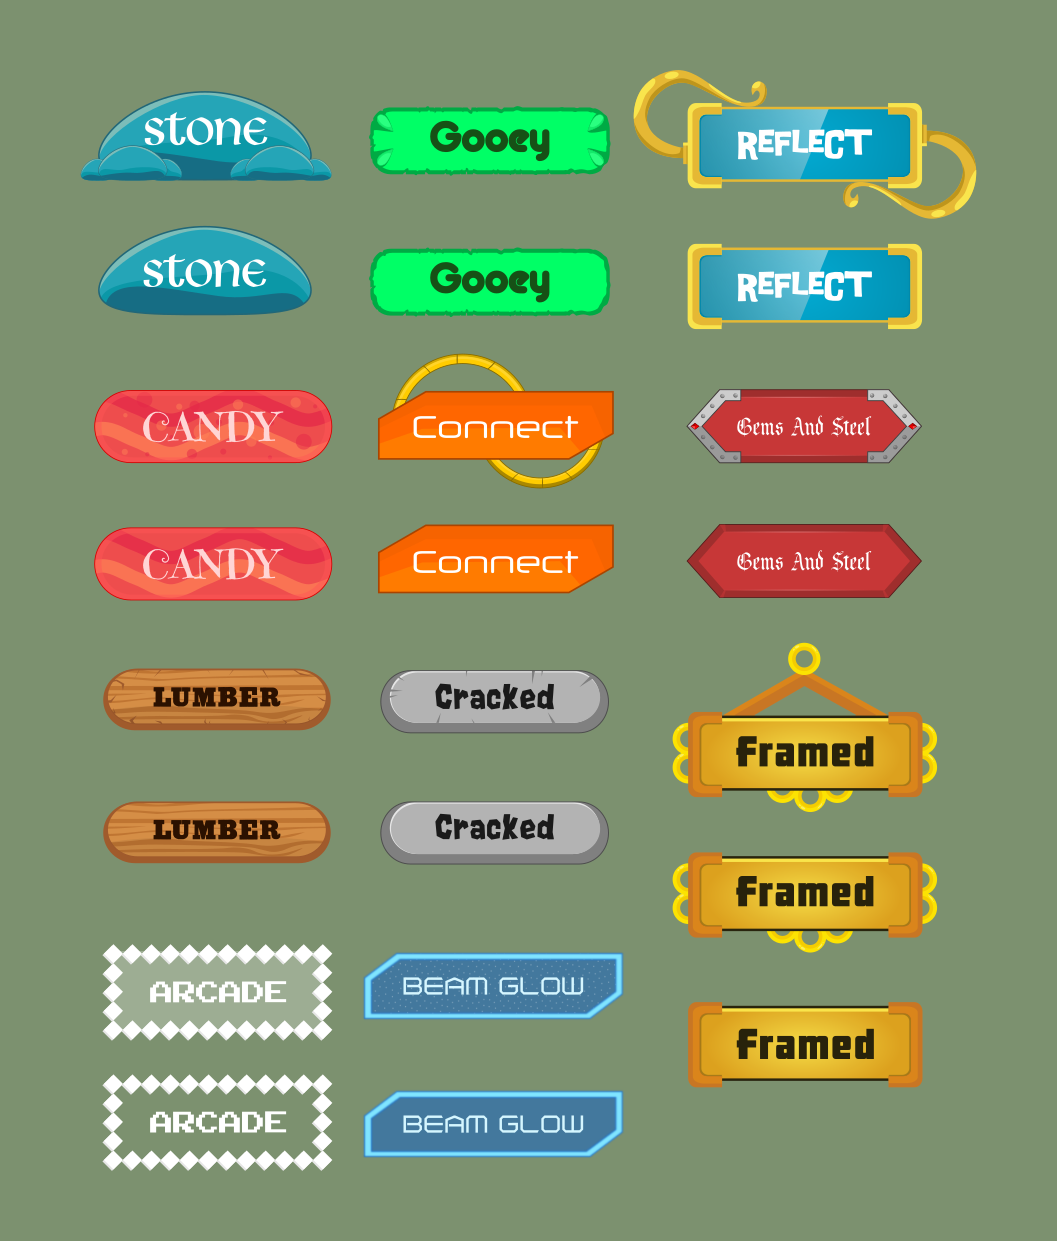 stone
Gooey
REFLECT
stone
Gooey
REFLECT
CANDY
Connect
Gems And Steel
CANDY
Connect
Gems And Steel
LUMBER
Cracked
Framed
LUMBER
Cracked
Framed
ARCADE
BEAM GLOW
Framed
ARCADE
BEAM GLOW